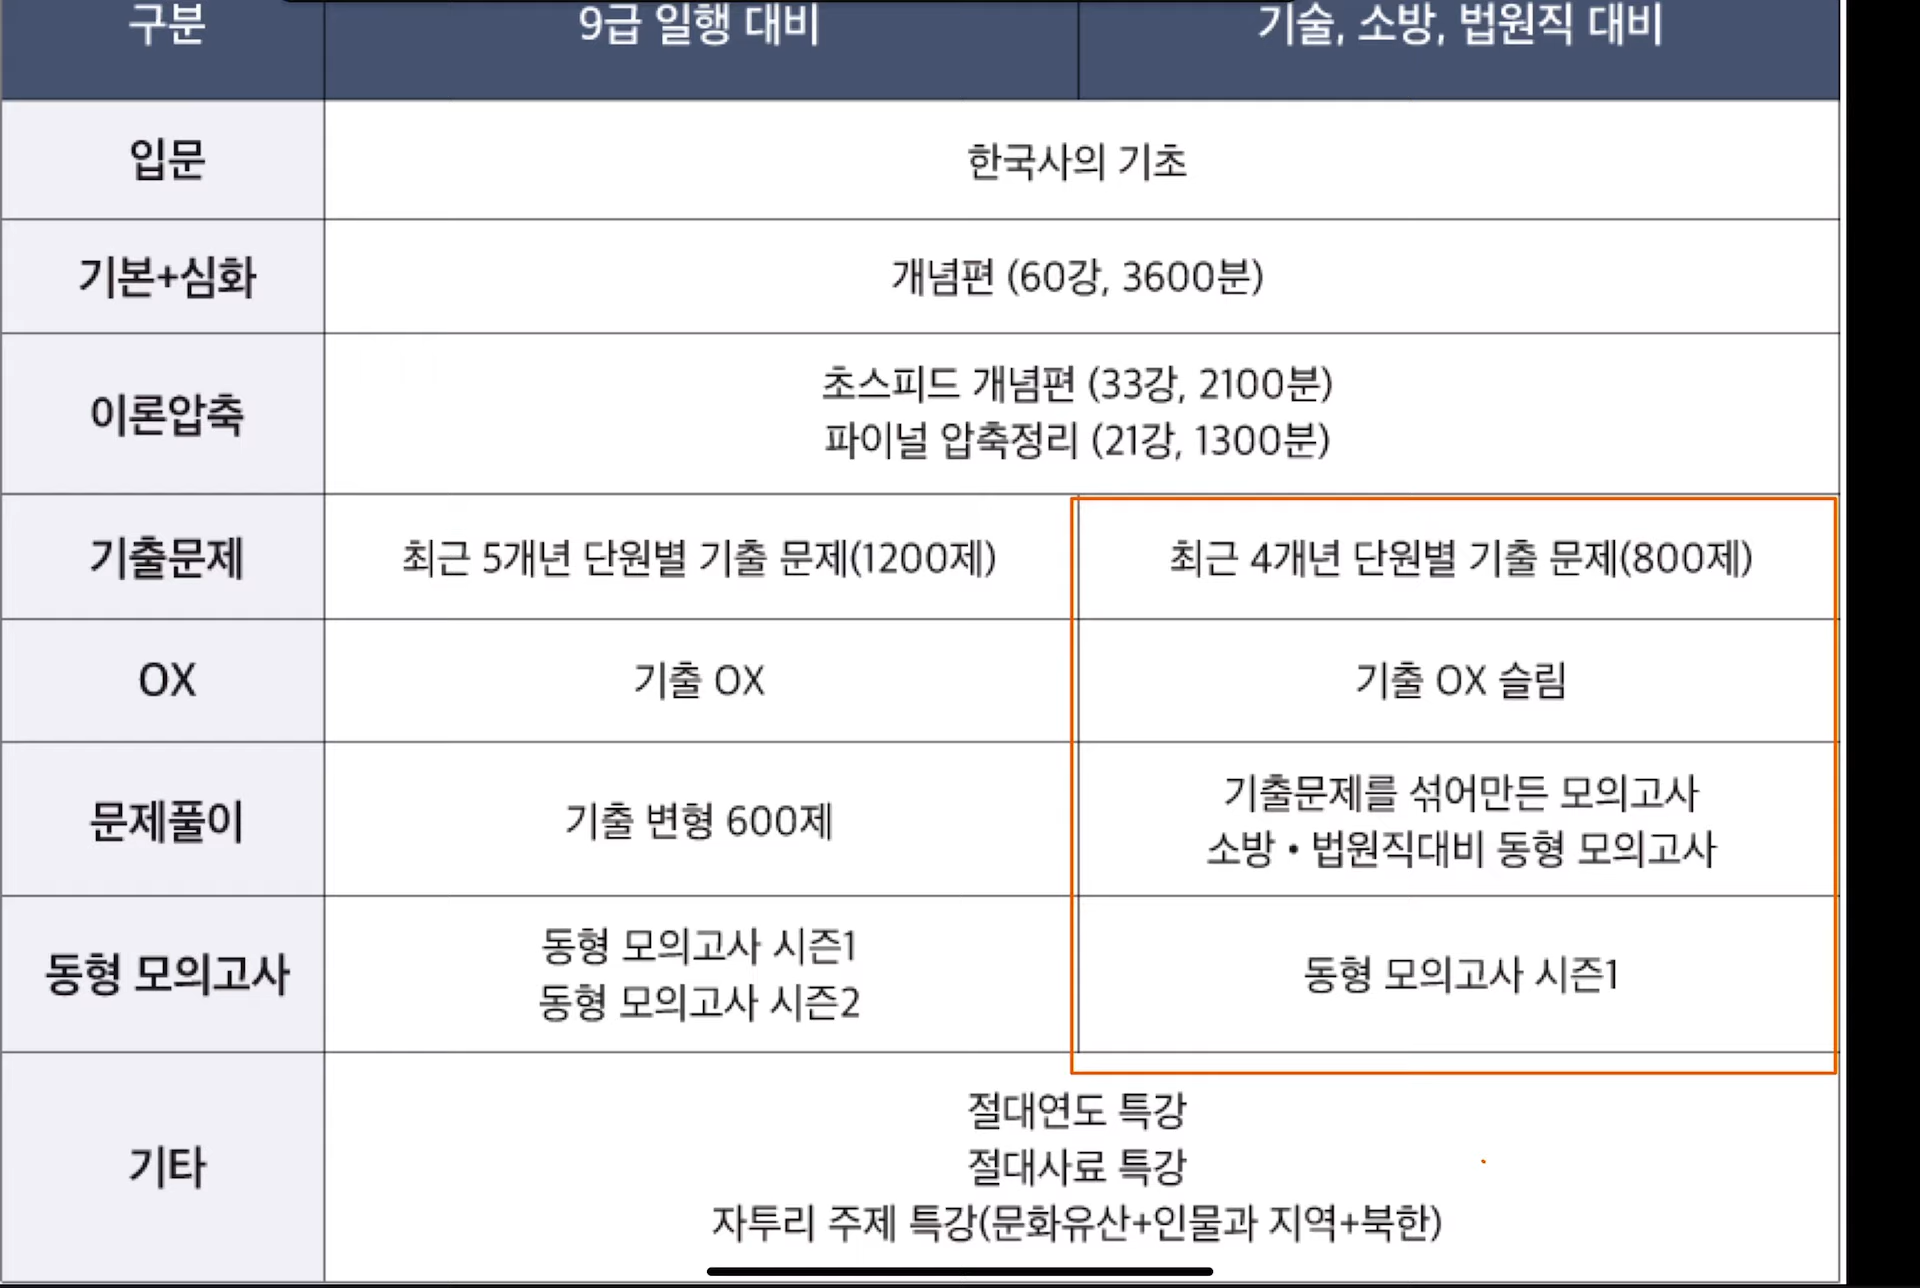 구분 9급 일행 대비 기술, 소방, 법원직 대비
입문 한국사의 기초
기본+심화 개념편 (60강, 3600분)
이론압축 초스피드 개념편 (33강, 2100분)
파이널 압축정리 (21강, 1300분)
기출문제 최근 5개년 단원별 기출 문제(1200제) 최근 4개년 단원별 기출 문제(800제)
OX 기출 OX 기출 OX 슬림
문제풀이 기출 변형 600제 기출문제를 섞어만든 모의고사
소방・법원직대비 동형 모의고사
동형 모의고사 동형 모의고사 시즌1
동형 모의고사 시즌2 동형 모의고사 시즌1
기타 절대연도 특강
절대사료 특강
자투리 주제 특강(문화유산+인물과 지역+북한)